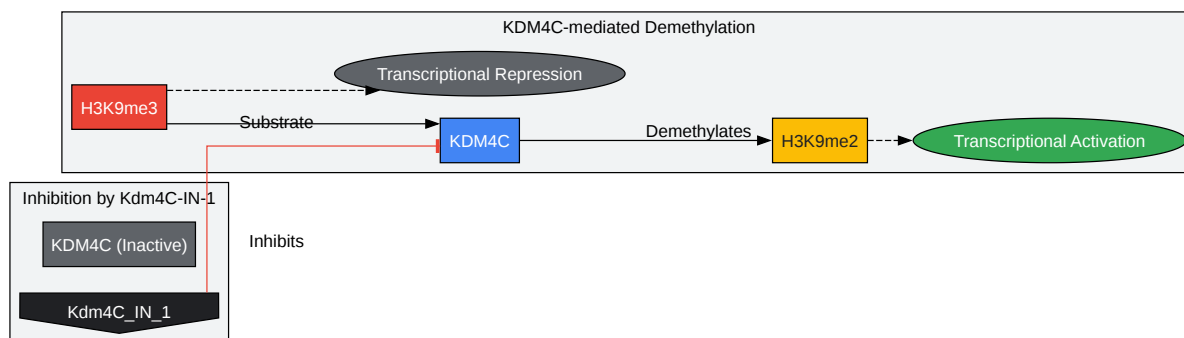 KDM4C-mediated Demethylation
Transcriptional Repression
H3K9me3
Substrate
KDM4C
Demethylates
H3K9me2
Transcriptional Activation
Inhibition by Kdm4C-IN-1
KDM4C (Inactive)
Inhibits
Kdm4C_IN_1